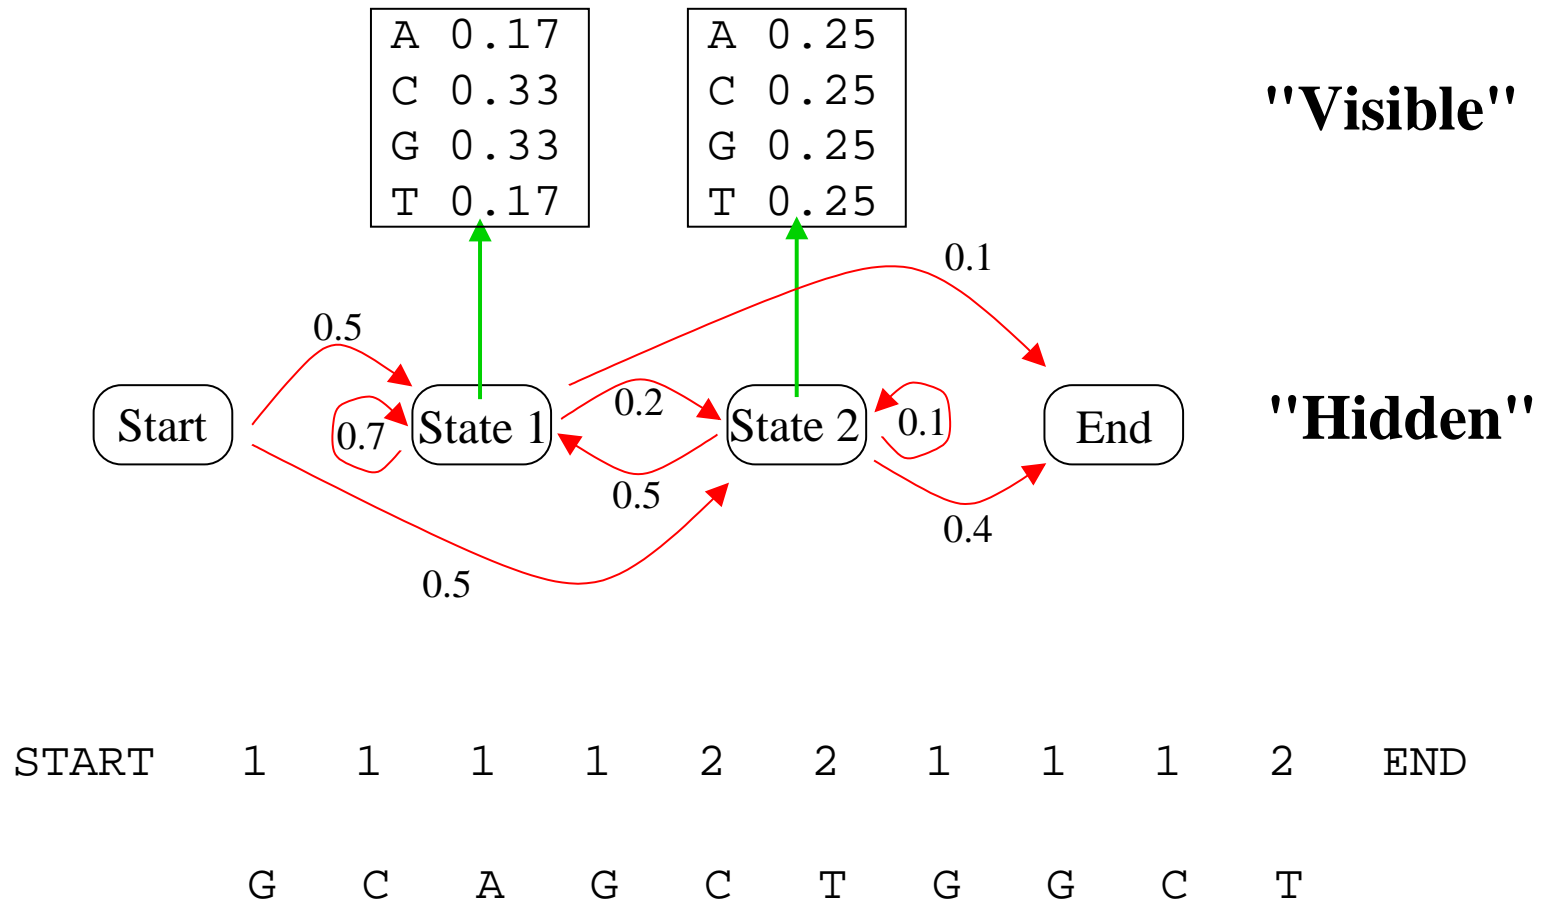 A 0.17
C 0.33
G 0.33
T 0.17
A 0.25
C 0.25
G 0.25
T 0.25
"Visible"
0.1
0.5
Start
0.7
State 1
0.2
0.5
State 2
0.1
End
"Hidden"
0.4
0.5
START 1 1 1 1 2 2 1 1 1 2 END
G C A G C T G G C T